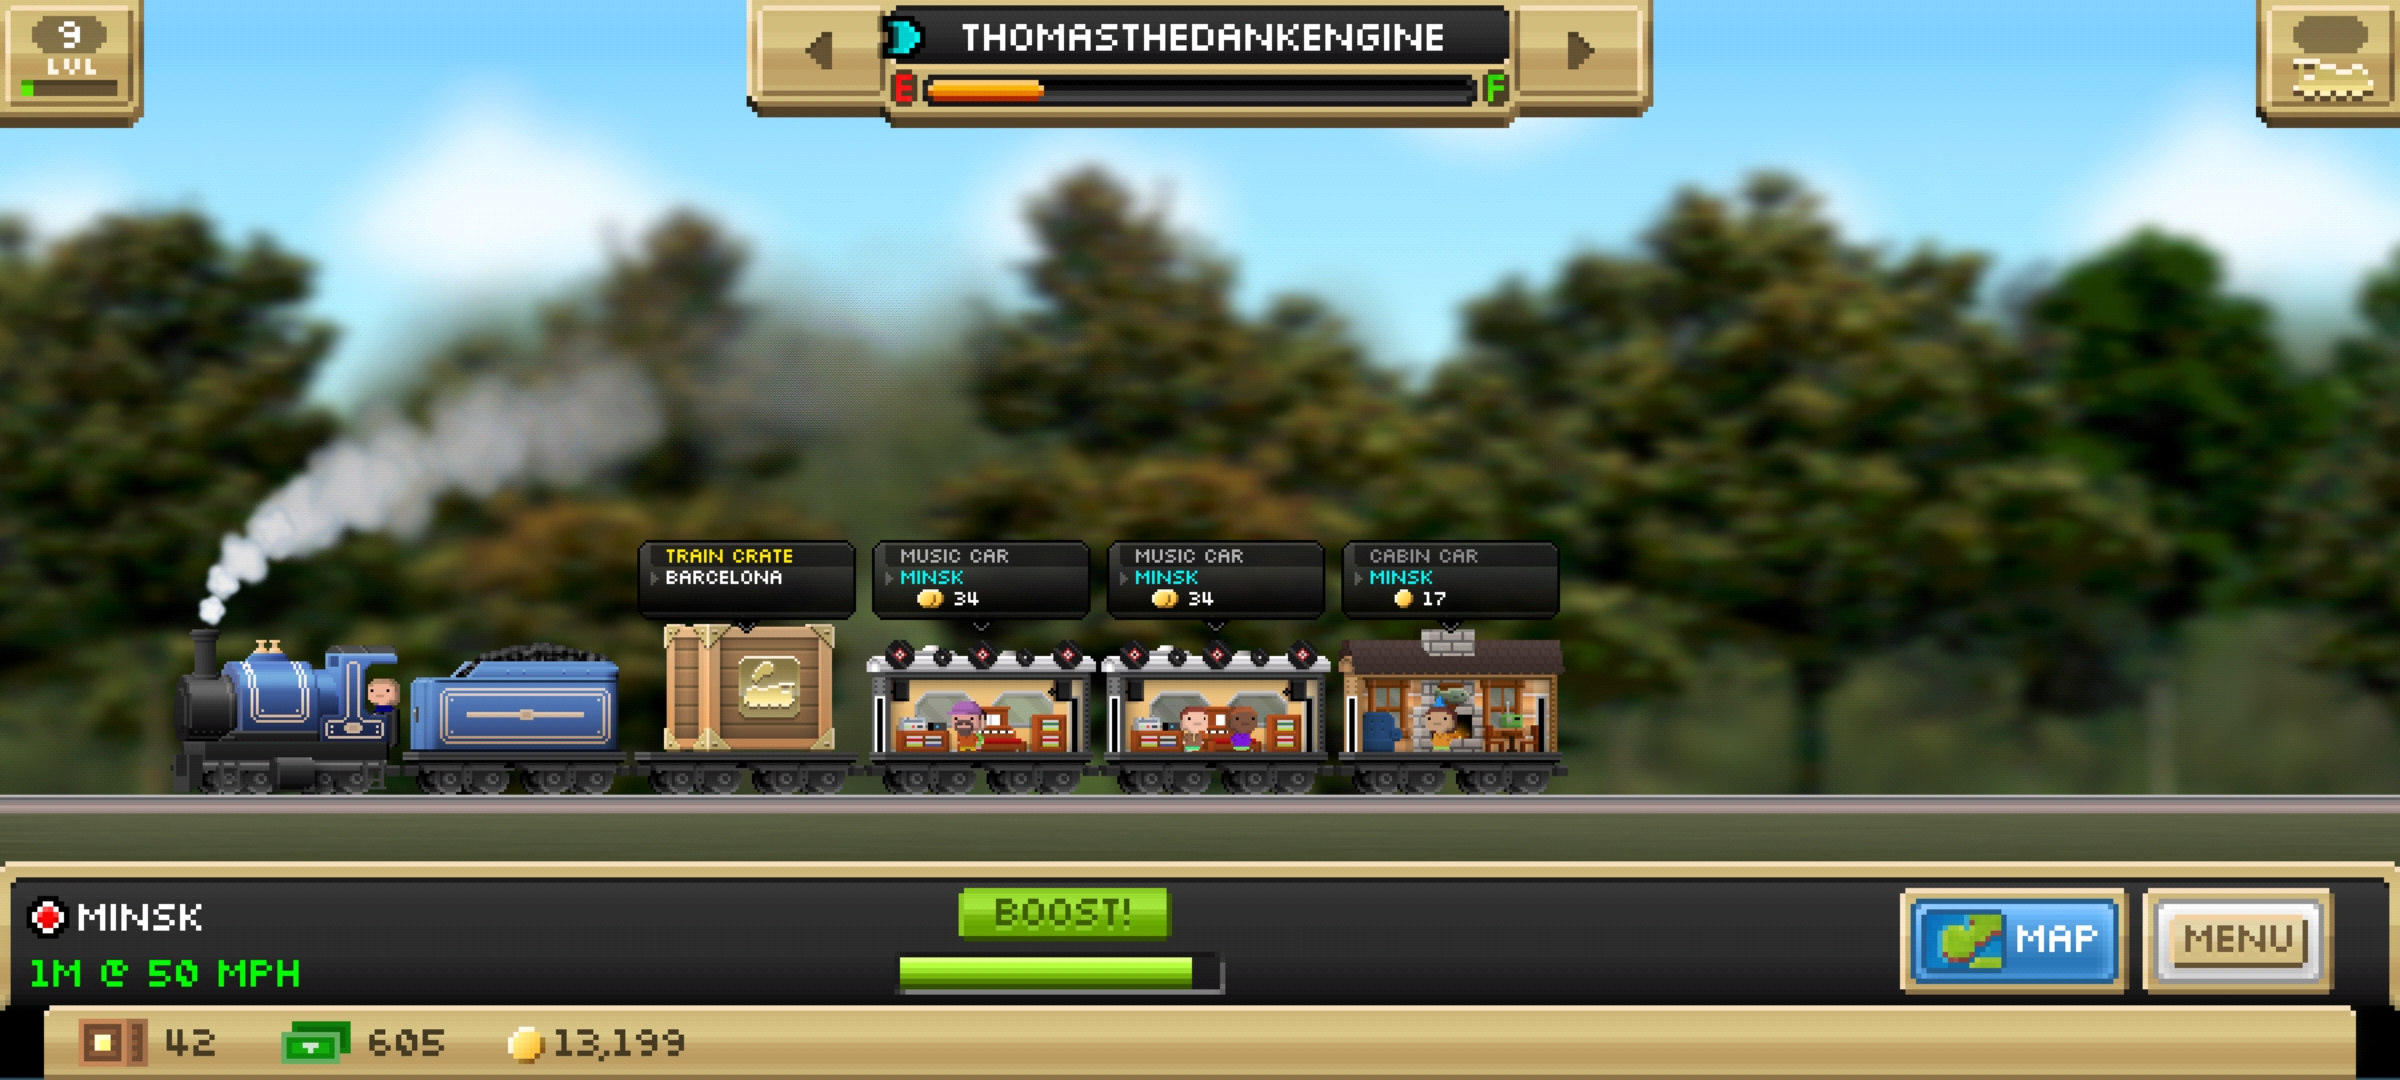 9
LVL
THOMASTHEDANKENGINE
E
F
TRAIN CRATE
BARCELONA
MUSIC CAR
MINSK
34
MUSIC CAR
MINSK
34
CABIN CAR
MINSK
17
MINSK
1M @ 50 MPH
BOOST!
MAP
MENU
42
605
13,199